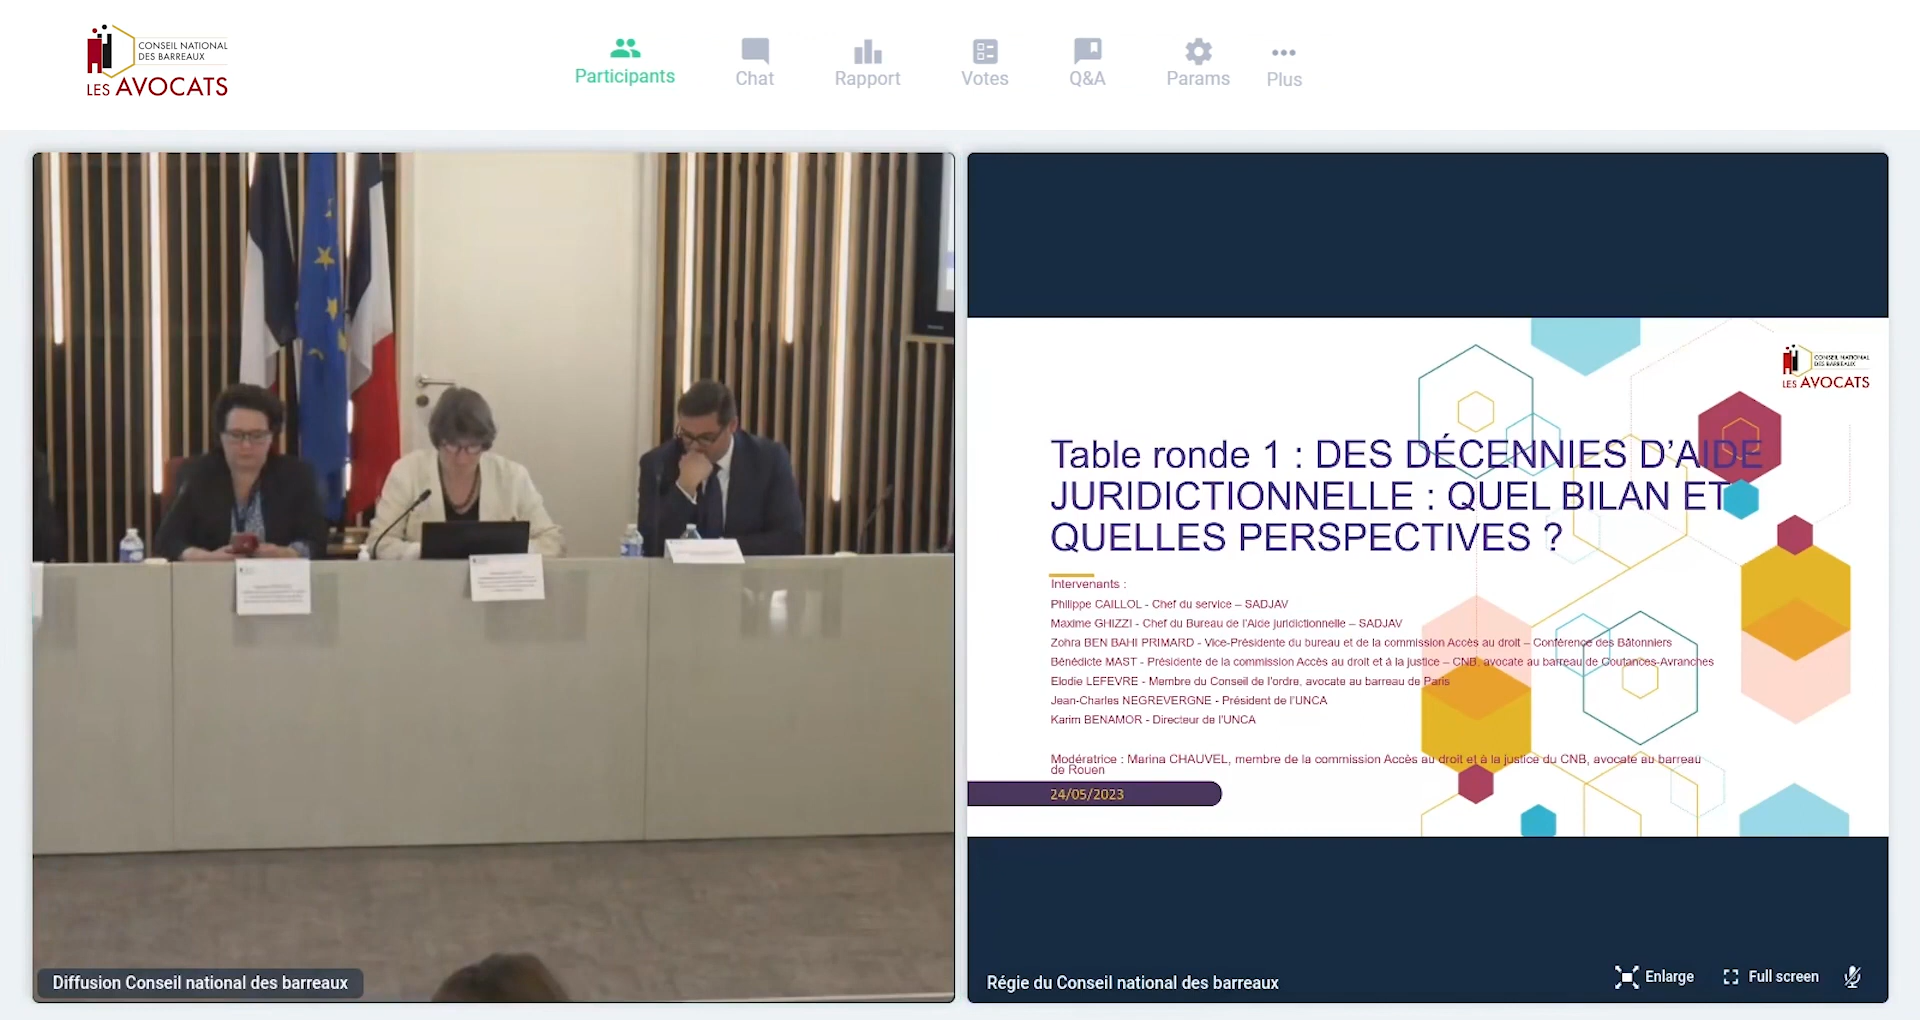 CONSEIL NATIONAL
DES BARREAUX
LES AVOCATS
Participants
Chat
Rapport
Votes
Q&A
Params
Plus
CONSEIL NATIONAL
DES BARREAUX
LES AVOCATS
Table ronde 1 : DES DÉCENNIES D’AIDE
JURIDICTIONNELLE : QUEL BILAN ET
QUELLES PERSPECTIVES ?
Intervenants :
Philippe CAILLOL - Chef du service – SADJAV
Maxime GHIZZI - Chef du Bureau de l’Aide juridictionnelle – SADJAV
Zohra BEN BAHI PRIMARD - Vice-Présidente du bureau et de la commission Accès au droit – Conférence des Bâtonniers
Bénédicte MAST - Présidente de la commission Accès au droit et à la justice – CNB, avocate au barreau de Coutances-Avranches
Elodie LEFEVRE - Membre du Conseil de l’ordre, avocate au barreau de Paris
Jean-Charles NEGREVERGNE - Président de l’UNCA
Karim BENAMOR - Directeur de l’UNCA
Modératrice : Marina CHAUVEL, membre de la commission Accès au droit et à la justice du CNB, avocate au barreau
de Rouen
24/05/2023
Diffusion Conseil national des barreaux
Régie du Conseil national des barreaux
Enlarge
Full screen